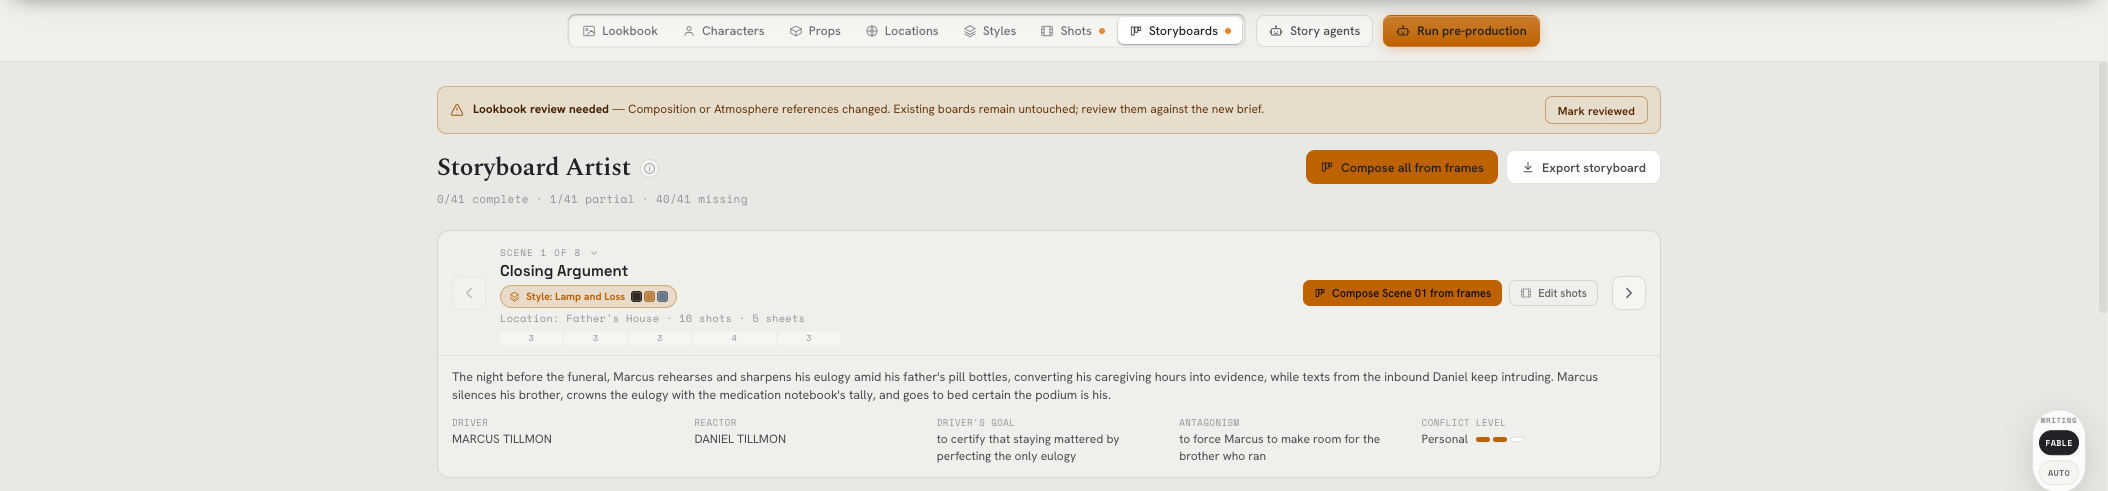 Lookbook Characters Props Locations Styles Shots Storyboards Story agents Run pre-production
Lookbook review needed — Composition or Atmosphere references changed. Existing boards remain untouched; review them against the new brief. Mark reviewed
Storyboard Artist Compose all from frames Export storyboard
0/41 complete · 1/41 partial · 40/41 missing
SCENE 1 OF 8
Closing Argument
Style: Lamp and Loss Compose Scene 01 from frames Edit shots
Location: Father's House · 16 shots · 5 sheets
3 3 3 4 3
The night before the funeral, Marcus rehearses and sharpens his eulogy amid his father's pill bottles, converting his caregiving hours into evidence, while texts from the inbound Daniel keep intruding. Marcus
silences his brother, crowns the eulogy with the medication notebook's tally, and goes to bed certain the podium is his.
DRIVER REACTOR DRIVER'S GOAL ANTAGONISM CONFLICT LEVEL
MARCUS TILLMON DANIEL TILLMON to certify that staying mattered by to force Marcus to make room for the Personal
perfecting the only eulogy brother who ran
WRITING
FABLE
AUTO